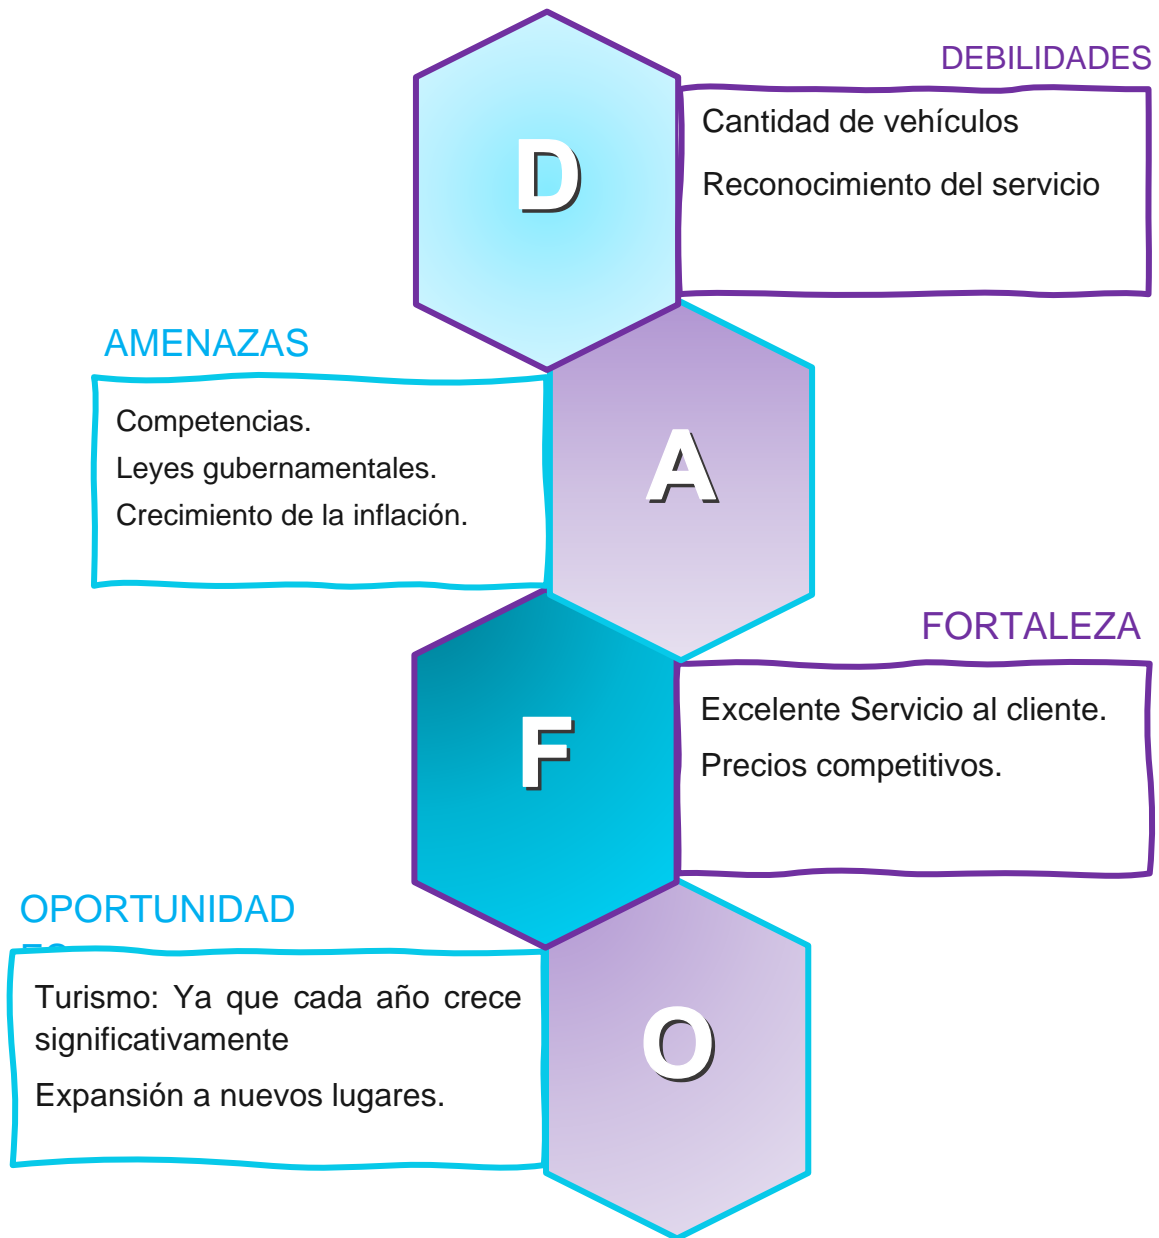 DEBILIDADES
D
Cantidad de vehículos
Reconocimiento del servicio
AMENAZAS
A
Competencias.
Leyes gubernamentales.
Crecimiento de la inflación.
FORTALEZA
F
Excelente Servicio al cliente.
Precios competitivos.
OPORTUNIDAD
O
Turismo: Ya que cada año crece
significativamente
Expansión a nuevos lugares.